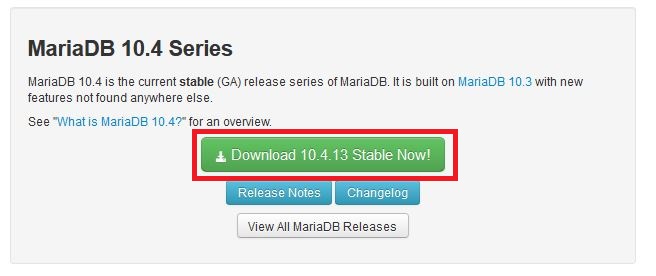 MariaDB 10.4 Series
MariaDB 10.4 is the current stable (GA) release series of MariaDB. It is built on MariaDB 10.3 with new
features not found anywhere else.
See "What is MariaDB 10.4?" for an overview.
Download 10.4.13 Stable Now!
Release Notes Changelog
View All MariaDB Releases